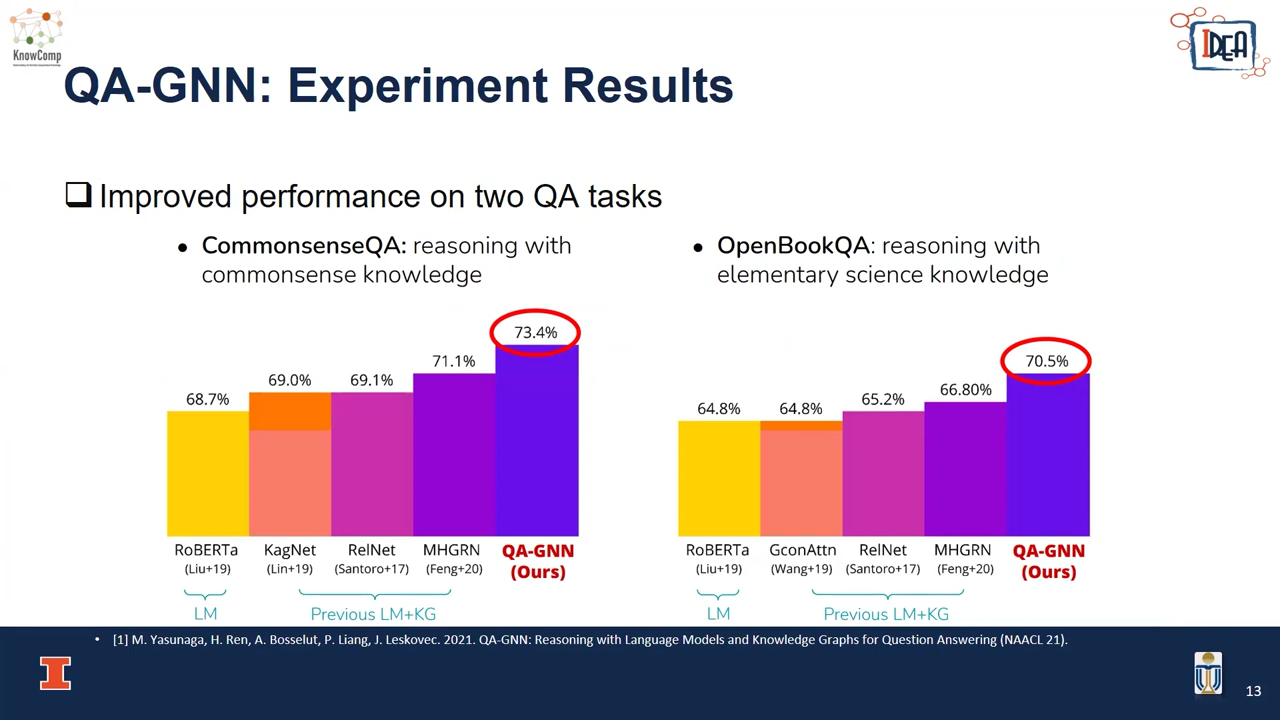 KnowComp
IDEA
QA-GNN: Experiment Results
Improved performance on two QA tasks
• CommonsenseQA: reasoning with
commonsense knowledge
73.4%
71.1%
69.0%
69.1%
68.7%
RoBERTa
(Liu+19)
KagNet
(Lin+19)
RelNet
(Santoro+17)
MHGRN
(Feng+20)
QA-GNN
(Ours)
LM
Previous LM+KG
• OpenBookQA: reasoning with
elementary science knowledge
70.5%
66.80%
65.2%
64.8%
64.8%
RoBERTa
(Liu+19)
GconAttn
(Wang+19)
RelNet
(Santoro+17)
MHGRN
(Feng+20)
QA-GNN
(Ours)
LM
Previous LM+KG
• [1] M. Yasunaga, H. Ren, A. Bosselut, P. Liang, J. Leskovec. 2021. QA-GNN: Reasoning with Language Models and Knowledge Graphs for Question Answering (NAACL 21).
13